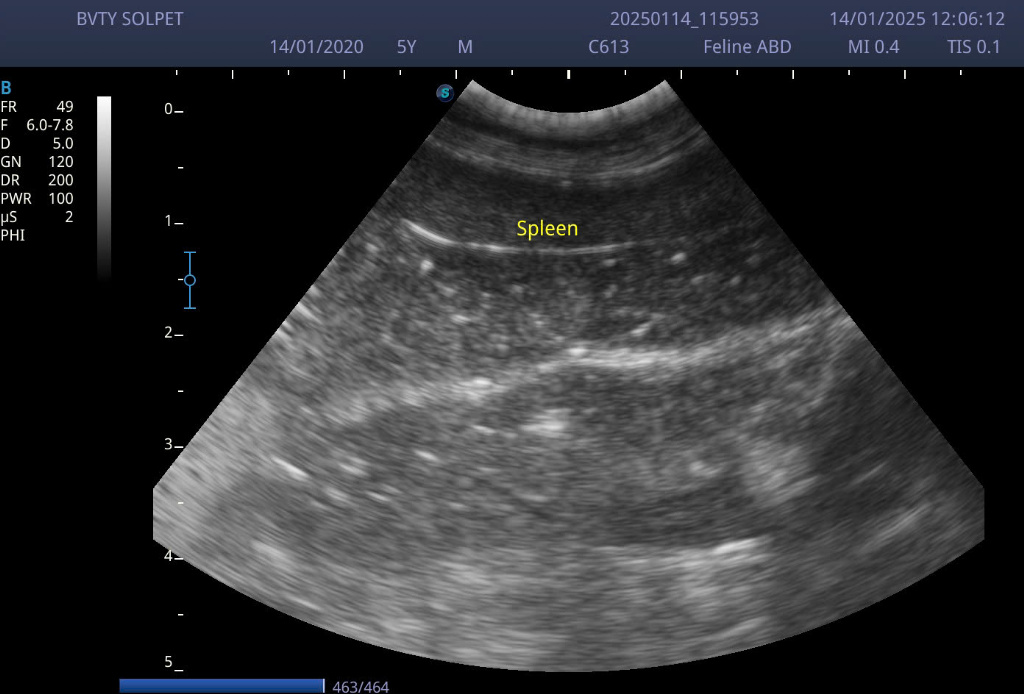 BVTY SOLPET 20250114_115953 14/01/2025 12:06:12
14/01/2020 5Y M C613 Feline ABD MI 0.4 TIS 0.1
B
FR 49
F 6.0-7.8
D 5.0
GN 120
DR 200
PWR 100
µS 2
PHI
S
0
1
Spleen
2
3
4
5
463/464